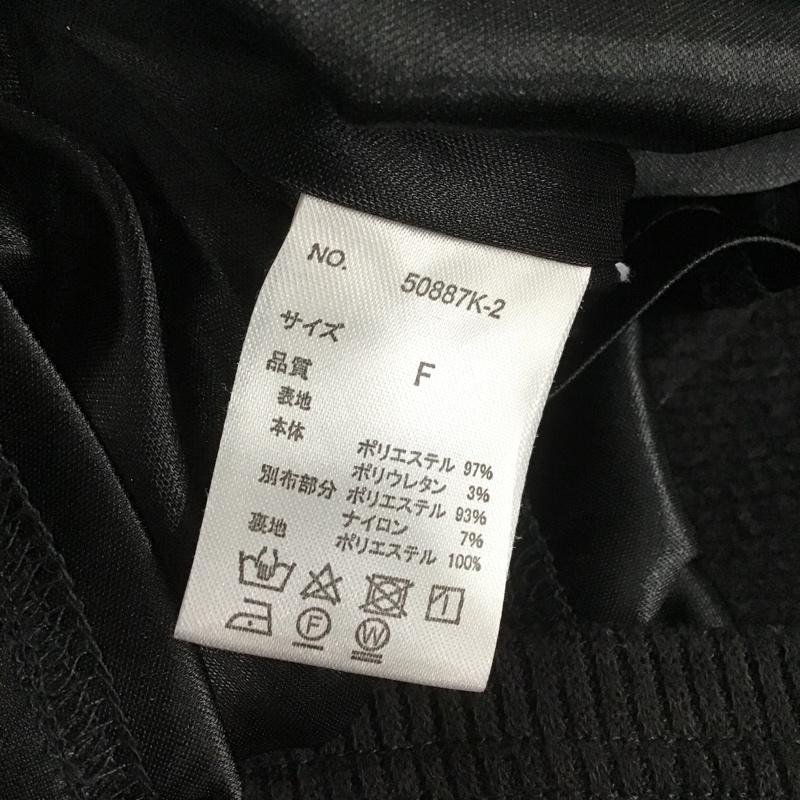 NO. 50887K-2
サイズ F
品質
表地
本体 ポリエステル 97%
ポリウレタン 3%
別布部分 ポリエステル 93%
ナイロン 7%
裏地 ポリエステル 100%
F W